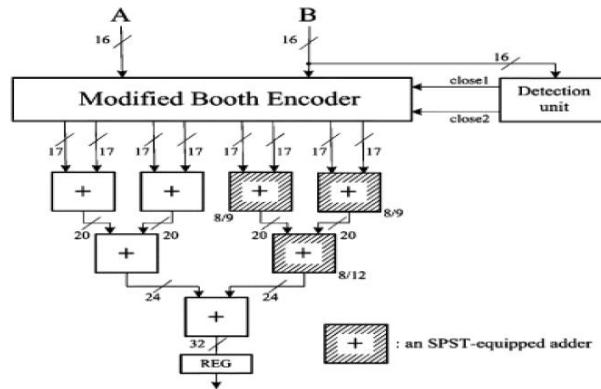 A B
16 16 16
Modified Booth Encoder
close1
close2
Detection
unit
17 17 17 17 17 17 17 17
+ + + +
8/9 8/9
20 20 20 20
+ +
8/12
24 24
+
32
REG
+ : an SPST-equipped adder